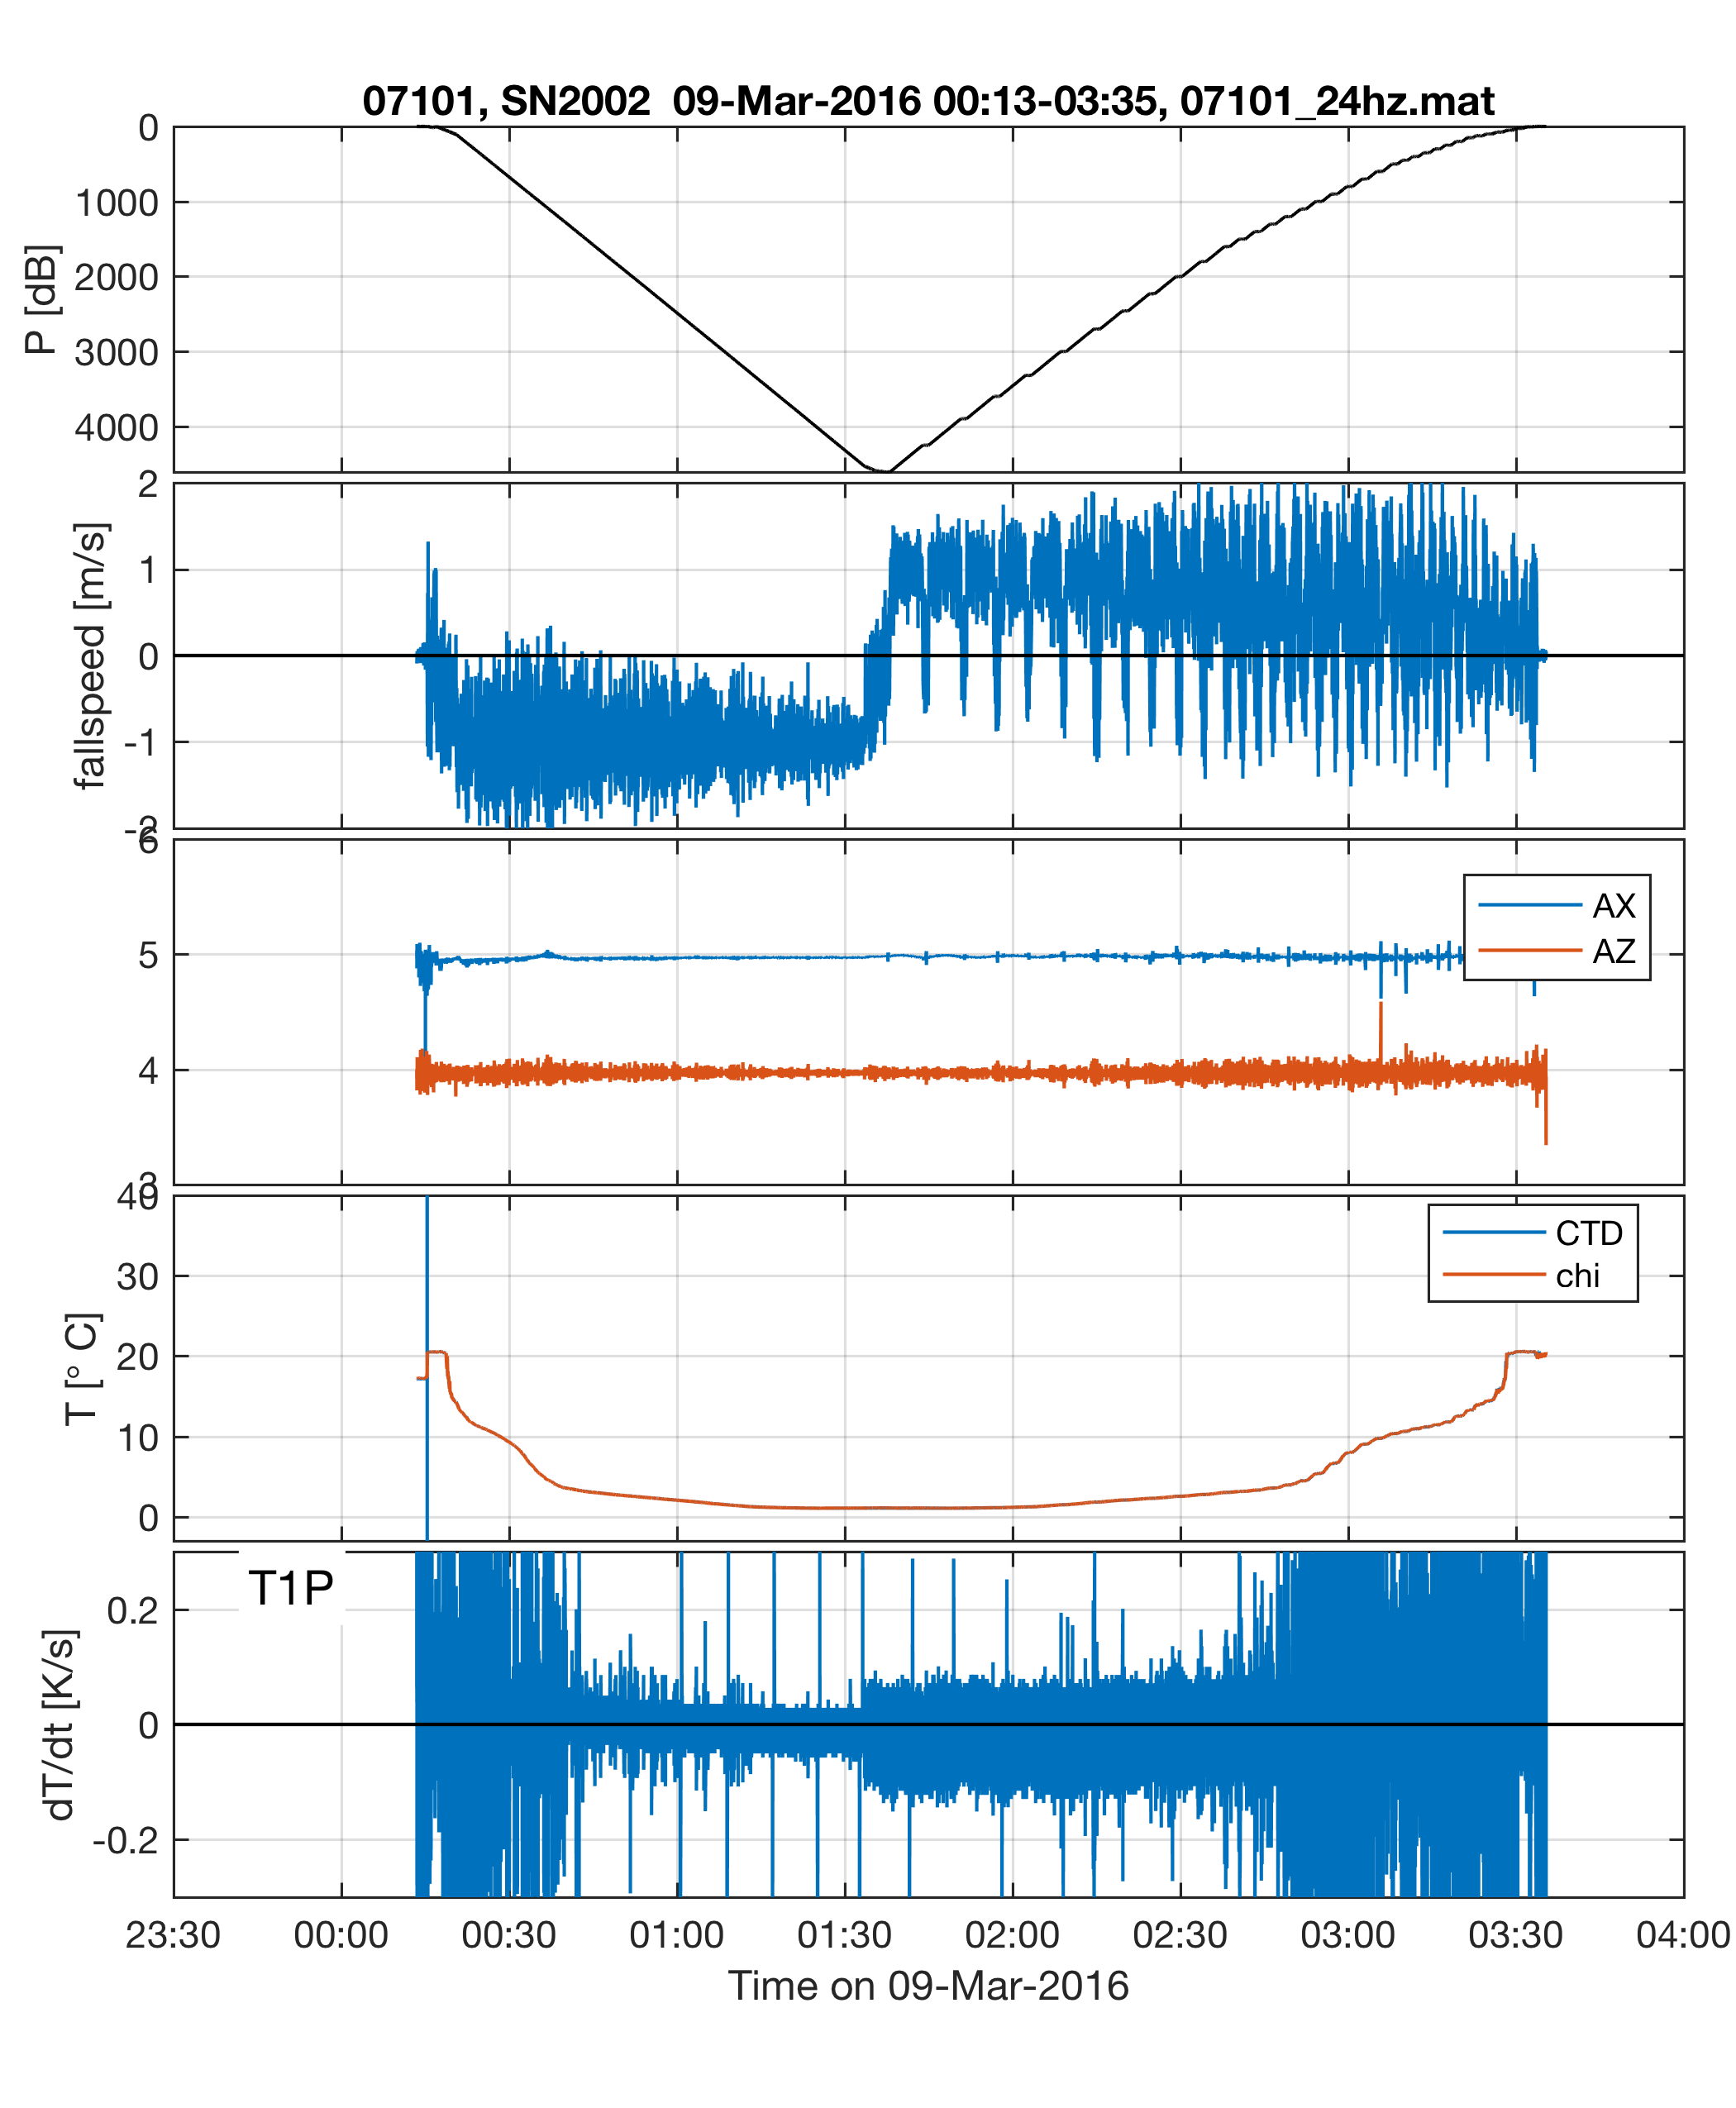 07101, SN2002  09-Mar-2016 00:13-03:35, 07101_24hz.mat
P [dB]
0
1000
2000
3000
4000
fallspeed [m/s]
2
1
0
-1
-2
6
5
4
3
AX
AZ
T [° C]
40
30
20
10
0
CTD
chi
T1P
dT/dt [K/s]
0.2
0
-0.2
23:30 00:00 00:30 01:00 01:30 02:00 02:30 03:00 03:30 04:00
Time on 09-Mar-2016